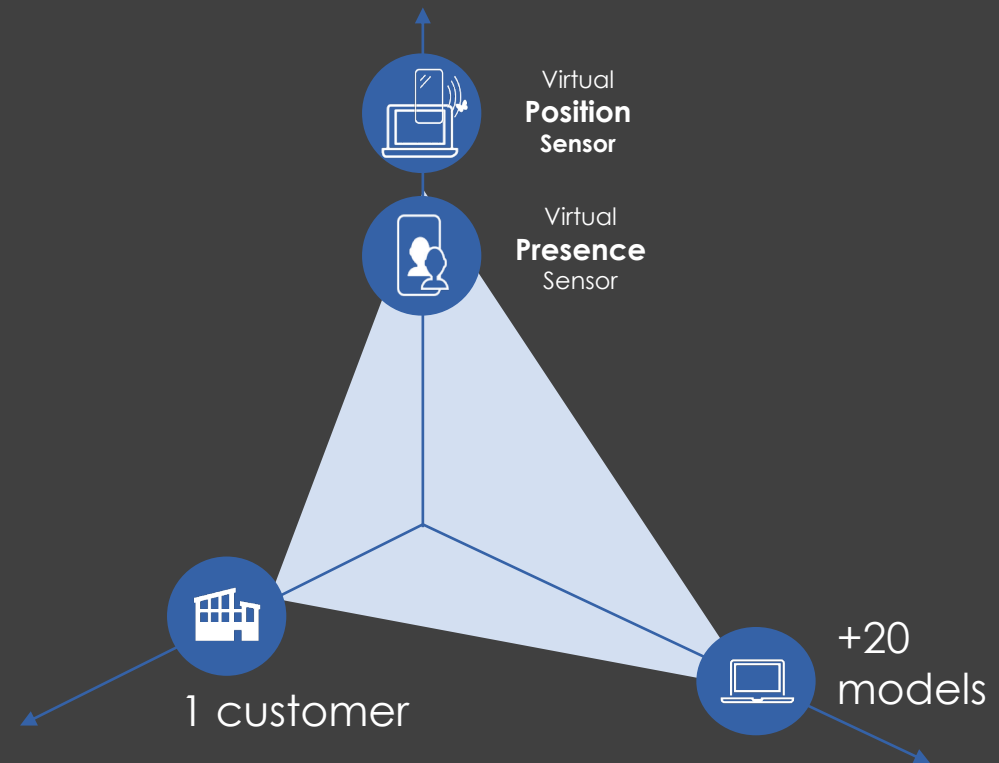 Virtual
Position
Sensor
Virtual
Presence
Sensor
1 customer
+20
models